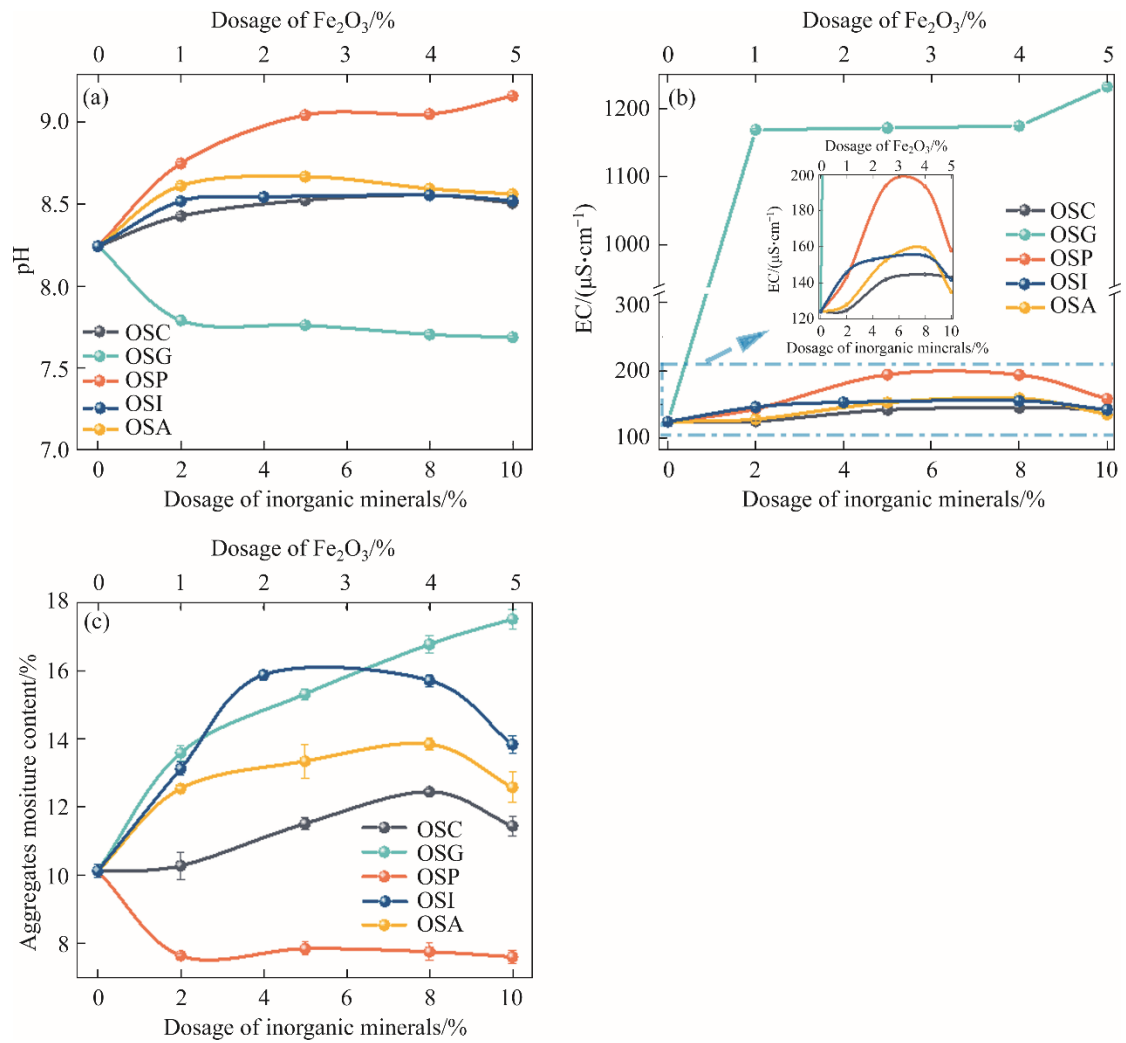 Dosage of Fe₂O₃/%
0 1 2 3 4 5
(a)
9.0
8.5
8.0
7.5
7.0
pH
OSC
OSG
OSP
OSI
OSA
0 2 4 6 8 10
Dosage of inorganic minerals/%
Dosage of Fe₂O₃/%
0 1 2 3 4 5
(b)
1200
1100
1000
300
200
100
EC/(μS·cm⁻¹)
Dosage of Fe₂O₃/%
0 1 2 3 4 5
200
180
160
140
120
EC/(μS·cm⁻¹)
0 2 4 6 8 10
Dosage of inorganic minerals/%
OSC
OSG
OSP
OSI
OSA
0 2 4 6 8 10
Dosage of inorganic minerals/%
Dosage of Fe₂O₃/%
0 1 2 3 4 5
(c)
18
16
14
12
10
8
Aggregates mositure content/%
OSC
OSG
OSP
OSI
OSA
0 2 4 6 8 10
Dosage of inorganic minerals/%